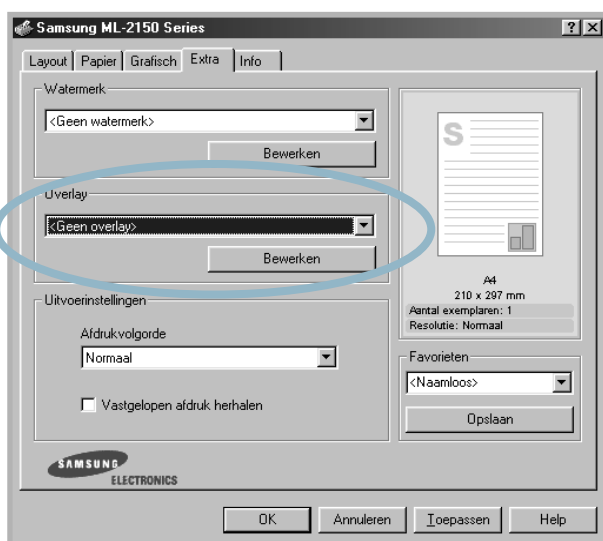 Samsung ML-2150 Series
Layout Papier Grafisch Extra Info
Watermerk
<Geen watermerk>
Bewerken
Overlay
<Geen overlay>
Bewerken
Uitvoerinstellingen
Afdrukvolgorde
Normaal
Vastgelopen afdruk herhalen
S
A4
210 x 297 mm
Aantal exemplaren: 1
Resolutie: Normaal
Favorieten
<Naamloos>
Opslaan
SAMSUNG
ELECTRONICS
OK Annuleren Toepassen Help